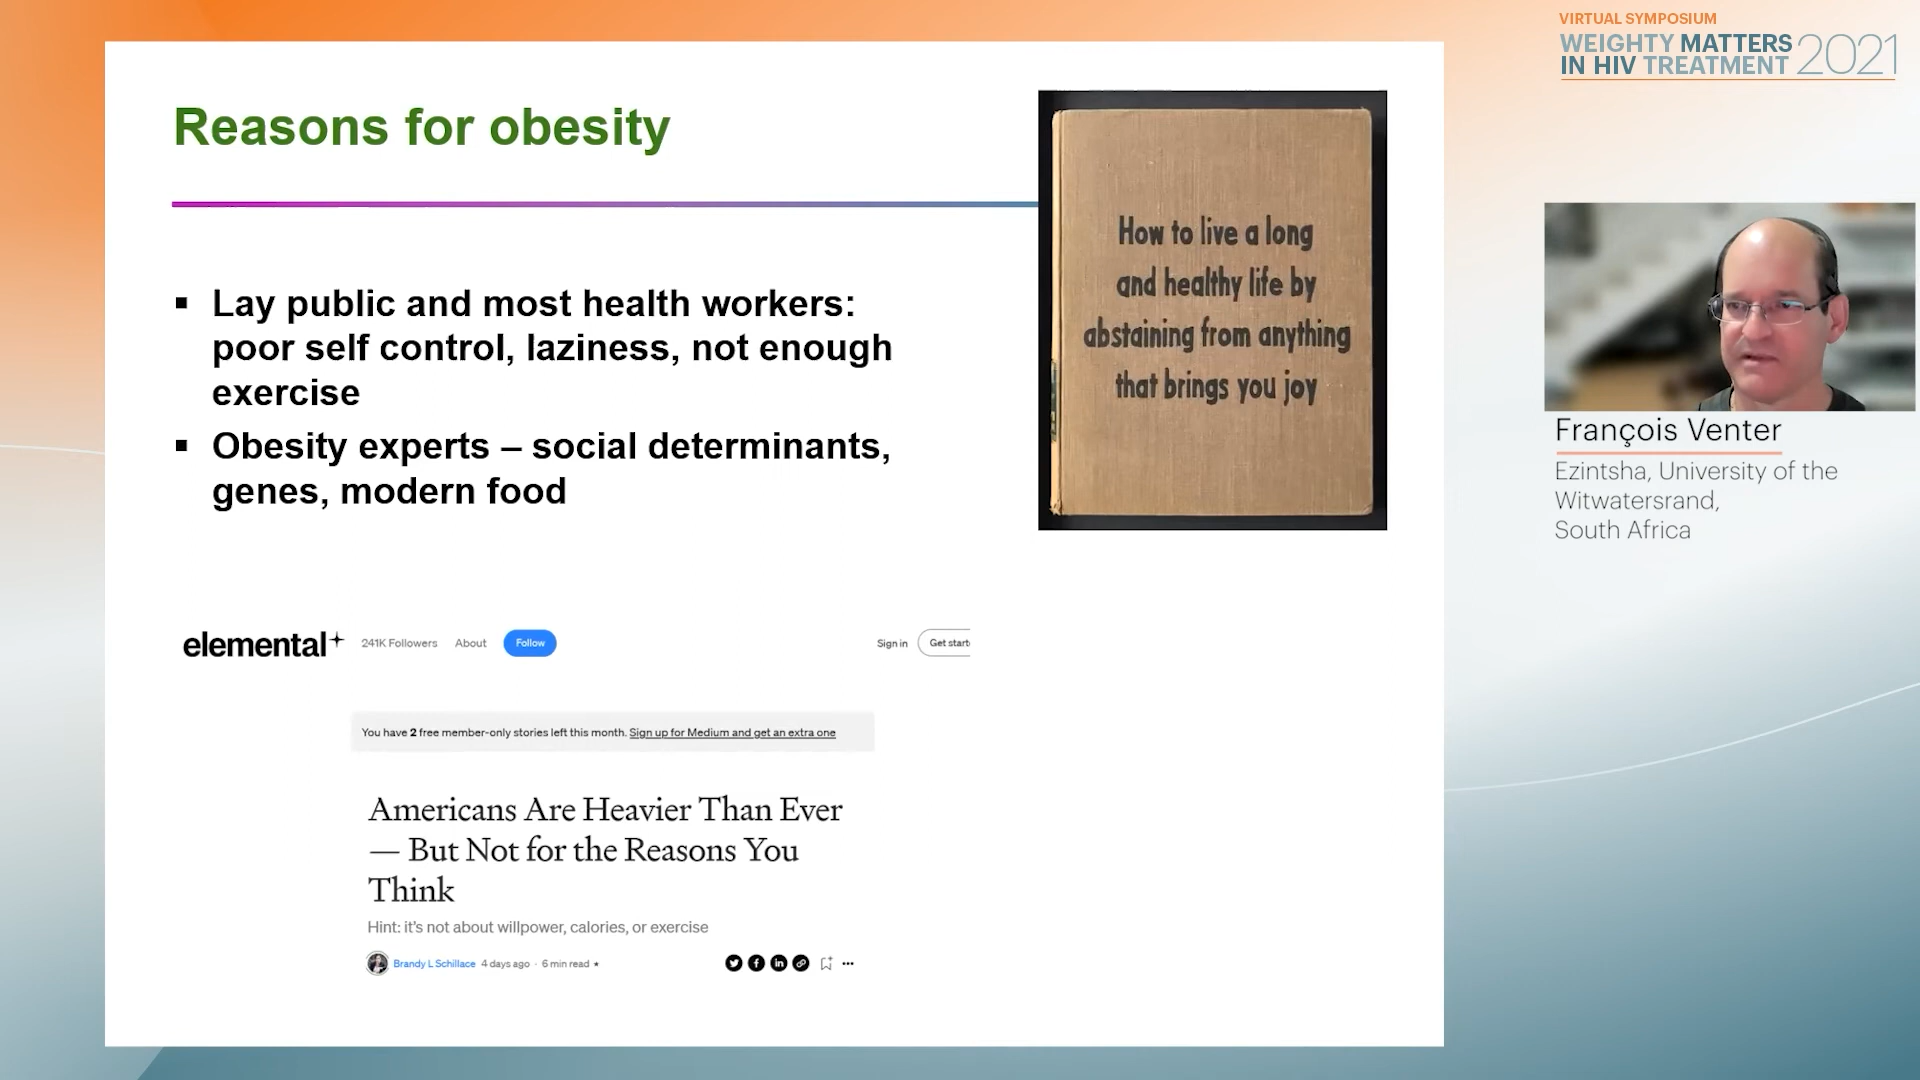 VIRTUAL SYMPOSIUM
WEIGHTY MATTERS
IN HIV TREATMENT 2021
Reasons for obesity
▪ Lay public and most health workers:
poor self control, laziness, not enough
exercise
▪ Obesity experts – social determinants,
genes, modern food
How to live a long
and healthy life by
abstaining from anything
that brings you joy
elemental+ 241K Followers About Follow Sign in Get start
You have 2 free member-only stories left this month. Sign up for Medium and get an extra one
Americans Are Heavier Than Ever
— But Not for the Reasons You
Think
Hint: it's not about willpower, calories, or exercise
Brandy L Schillace 4 days ago · 6 min read ★
François Venter
Ezintsha, University of the
Witwatersrand,
South Africa